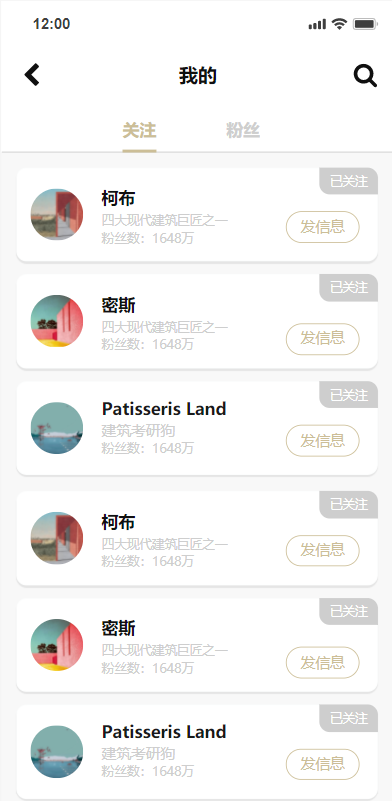 12:00
我的
关注 粉丝
已关注
柯布
四大现代建筑巨匠之一
粉丝数：1648万
发信息
已关注
密斯
四大现代建筑巨匠之一
粉丝数：1648万
发信息
已关注
Patisseris Land
建筑考研狗
粉丝数：1648万
发信息
已关注
柯布
四大现代建筑巨匠之一
粉丝数：1648万
发信息
已关注
密斯
四大现代建筑巨匠之一
粉丝数：1648万
发信息
已关注
Patisseris Land
建筑考研狗
粉丝数：1648万
发信息